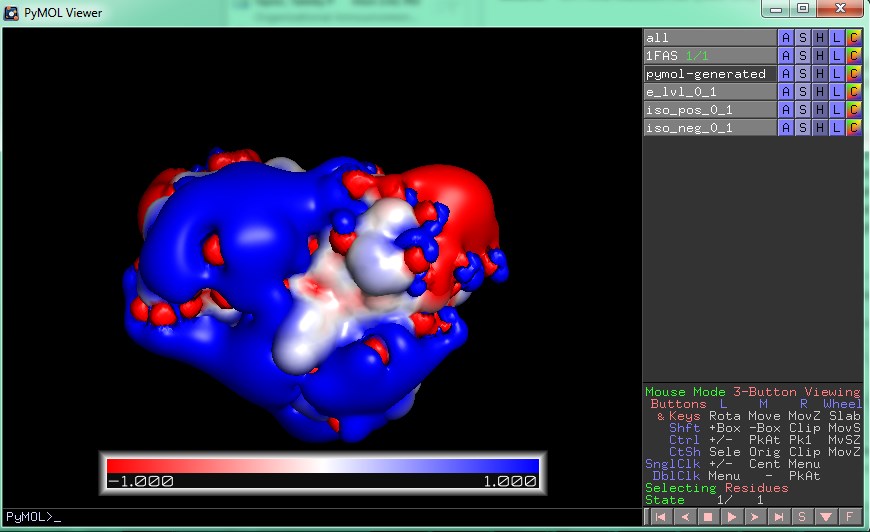 PyMOL Viewer
all A S H L C
1FAS 1/1 A S H L C
pymol-generated A S H L C
e_lvl_0_1 A S H L C
iso_pos_0_1 A S H L C
iso_neg_0_1 A S H L C
-1.000 1.000
Mouse Mode 3-Button Viewing
Buttons L M R Wheel
& Keys Rota Move MovZ Slab
Shft +Box -Box Clip MovS
Ctrl +/- PkAt Pk1 MvSZ
CtSh Sele Orig Clip MovZ
SnglClk +/- Cent Menu
DblClk Menu - PkAt
Selecting Residues
State 1/ 1
PyMOL>_
S F